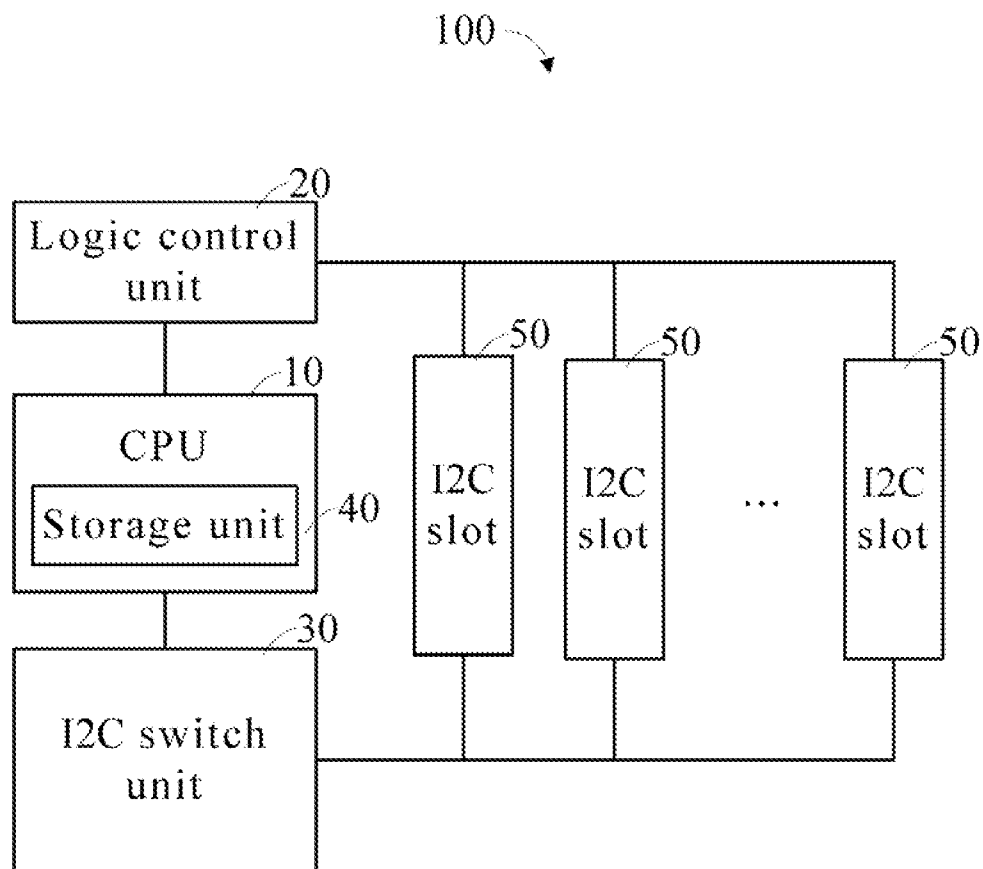 100
20
Logic control
unit
50
50
50
10
CPU
Storage unit
40
I2C
slot
I2C
slot
...
I2C
slot
30
I2C switch
unit